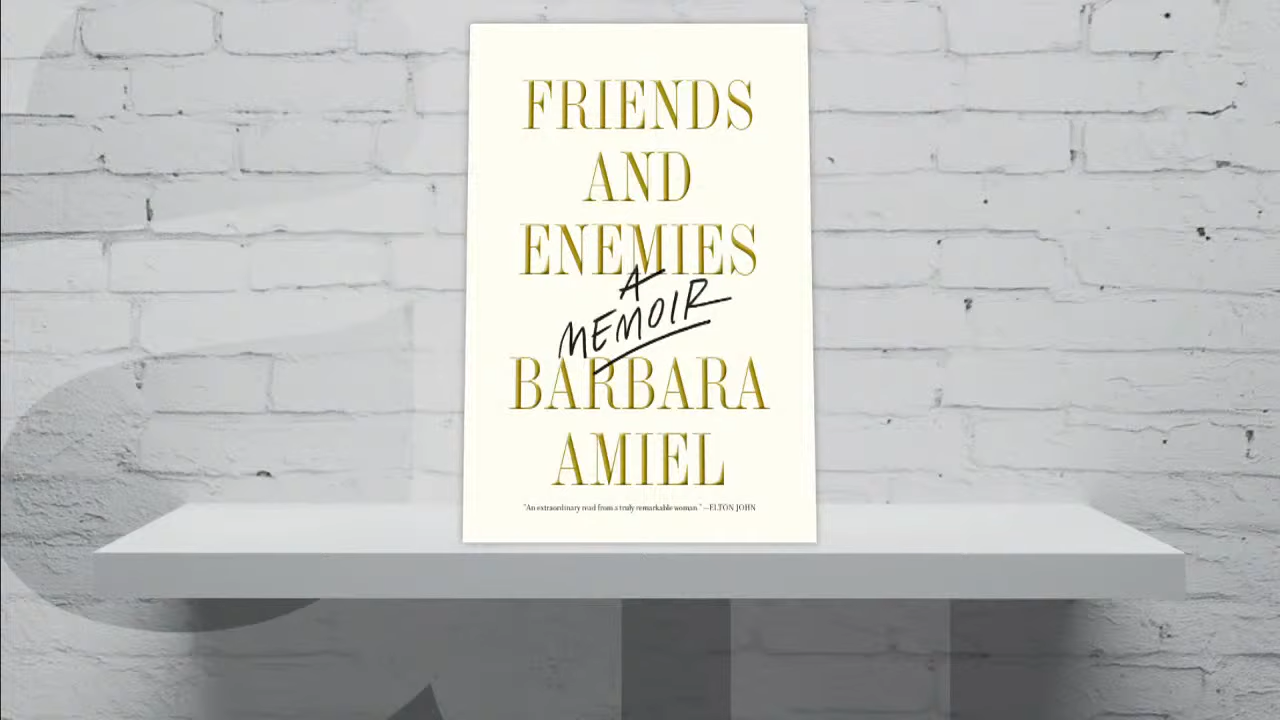 FRIENDS
AND
ENEMIES
A
MEMOIR
BARBARA
AMIEL
"An extraordinary read from a truly remarkable woman." —ELTON JOHN